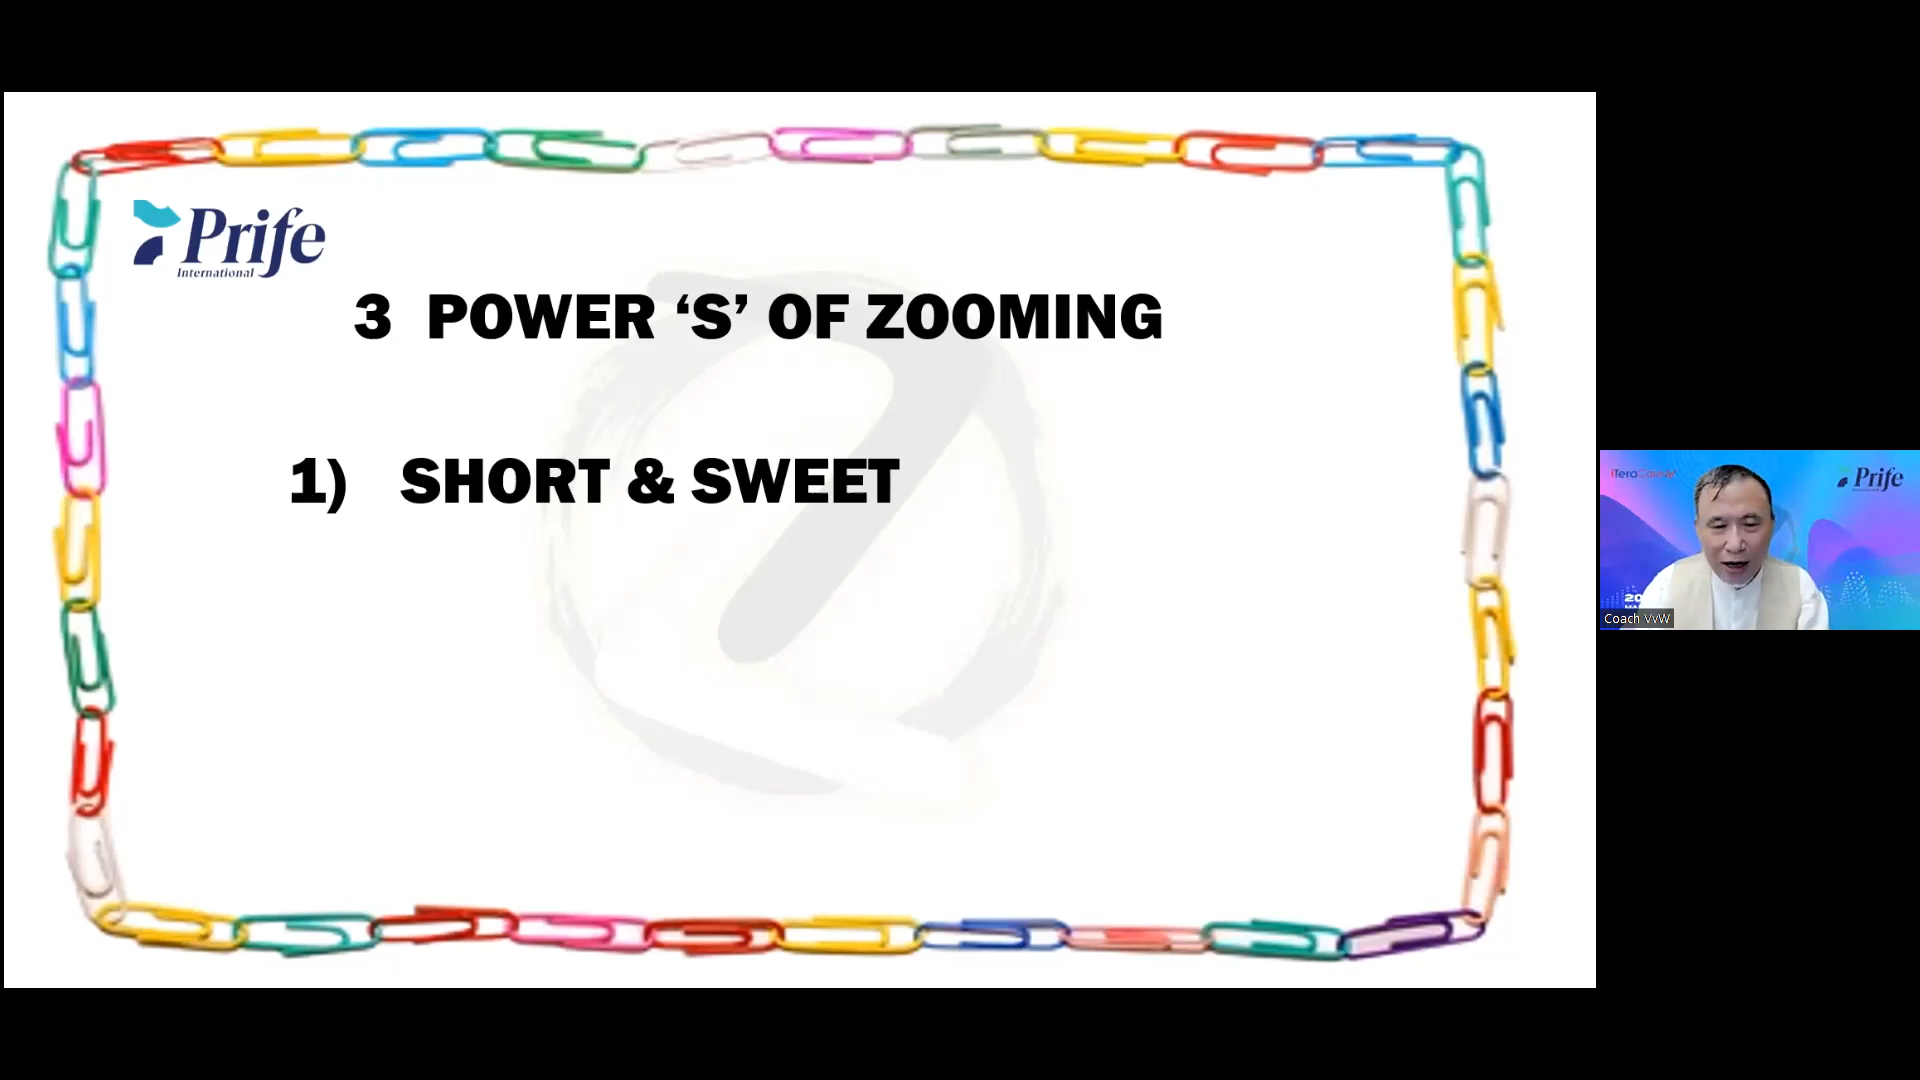 Prife
International
3 POWER ‘S’ OF ZOOMING
1) SHORT & SWEET
Prife
Coach VvW